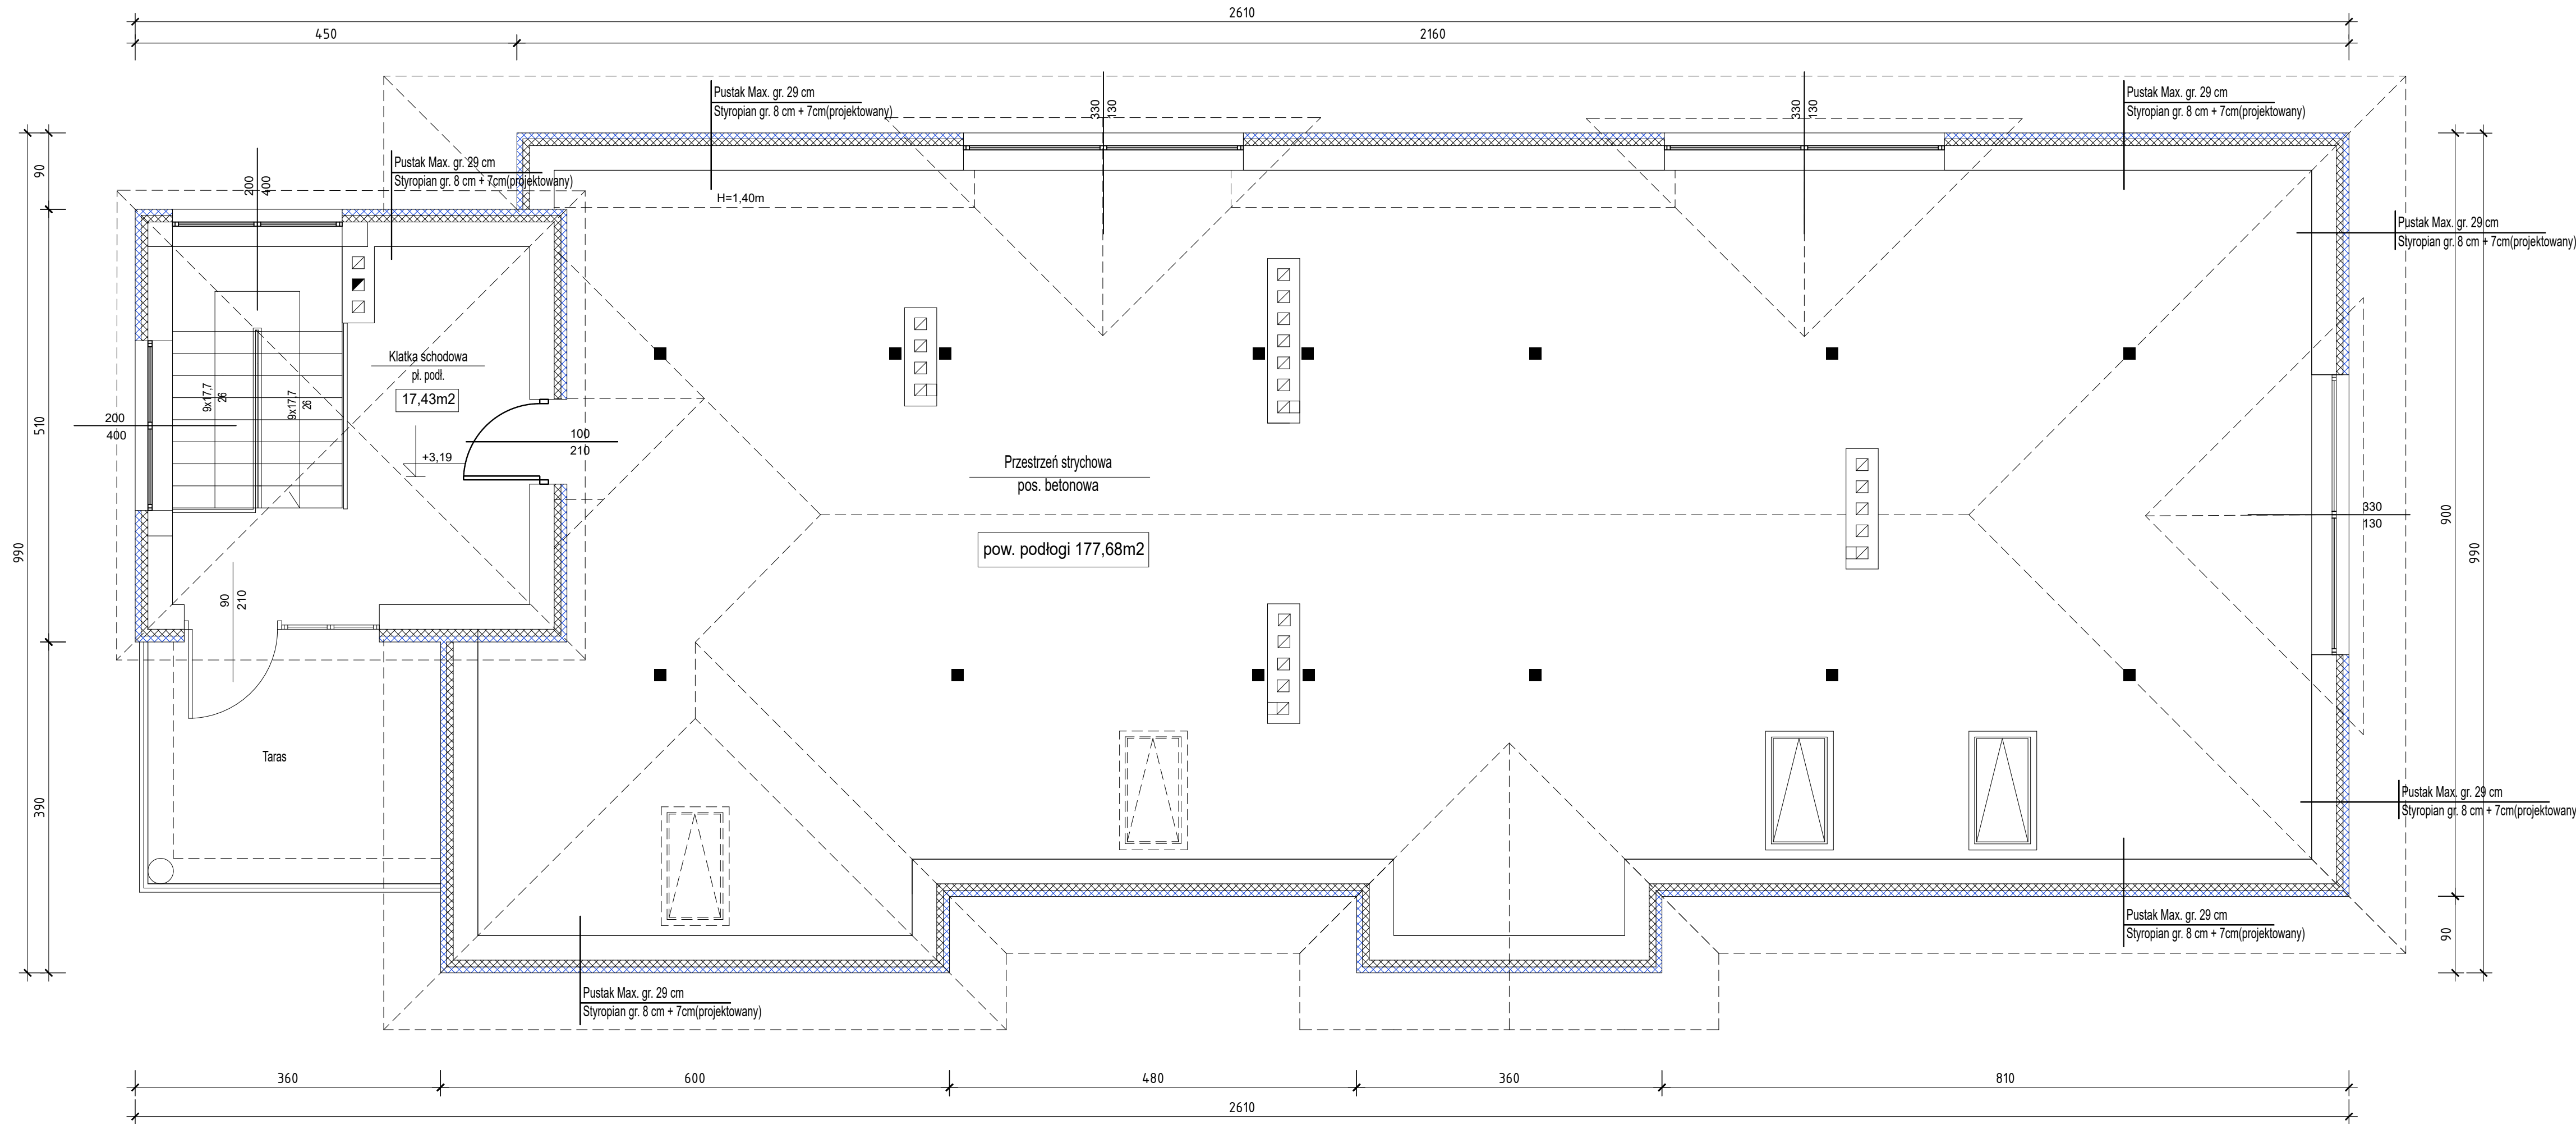 2610
450
2160
Pustak Max. gr. 29 cm
Styropian gr. 8 cm + 7cm(projektowany)
330
130
330
130
Pustak Max. gr. 29 cm
Styropian gr. 8 cm + 7cm(projektowany)
90
Pustak Max. gr. 29 cm
Styropian gr. 8 cm + 7cm(projektowany)
200
400
H=1,40m
Pustak Max. gr. 29 cm
Styropian gr. 8 cm + 7cm(projektowany)
Klatka schodowa
pł. podł.
17,43m2
9x17,7
26
9x17,7
26
200
400
510
100
210
+3,19
Przestrzeń strychowa
pos. betonowa
pow. podłogi 177,68m2
330
130
900
990
990
90
210
Taras
390
Pustak Max. gr. 29 cm
Styropian gr. 8 cm + 7cm(projektowany
Pustak Max. gr. 29 cm
Styropian gr. 8 cm + 7cm(projektowany)
90
Pustak Max. gr. 29 cm
Styropian gr. 8 cm + 7cm(projektowany)
360
600
480
360
810
2610